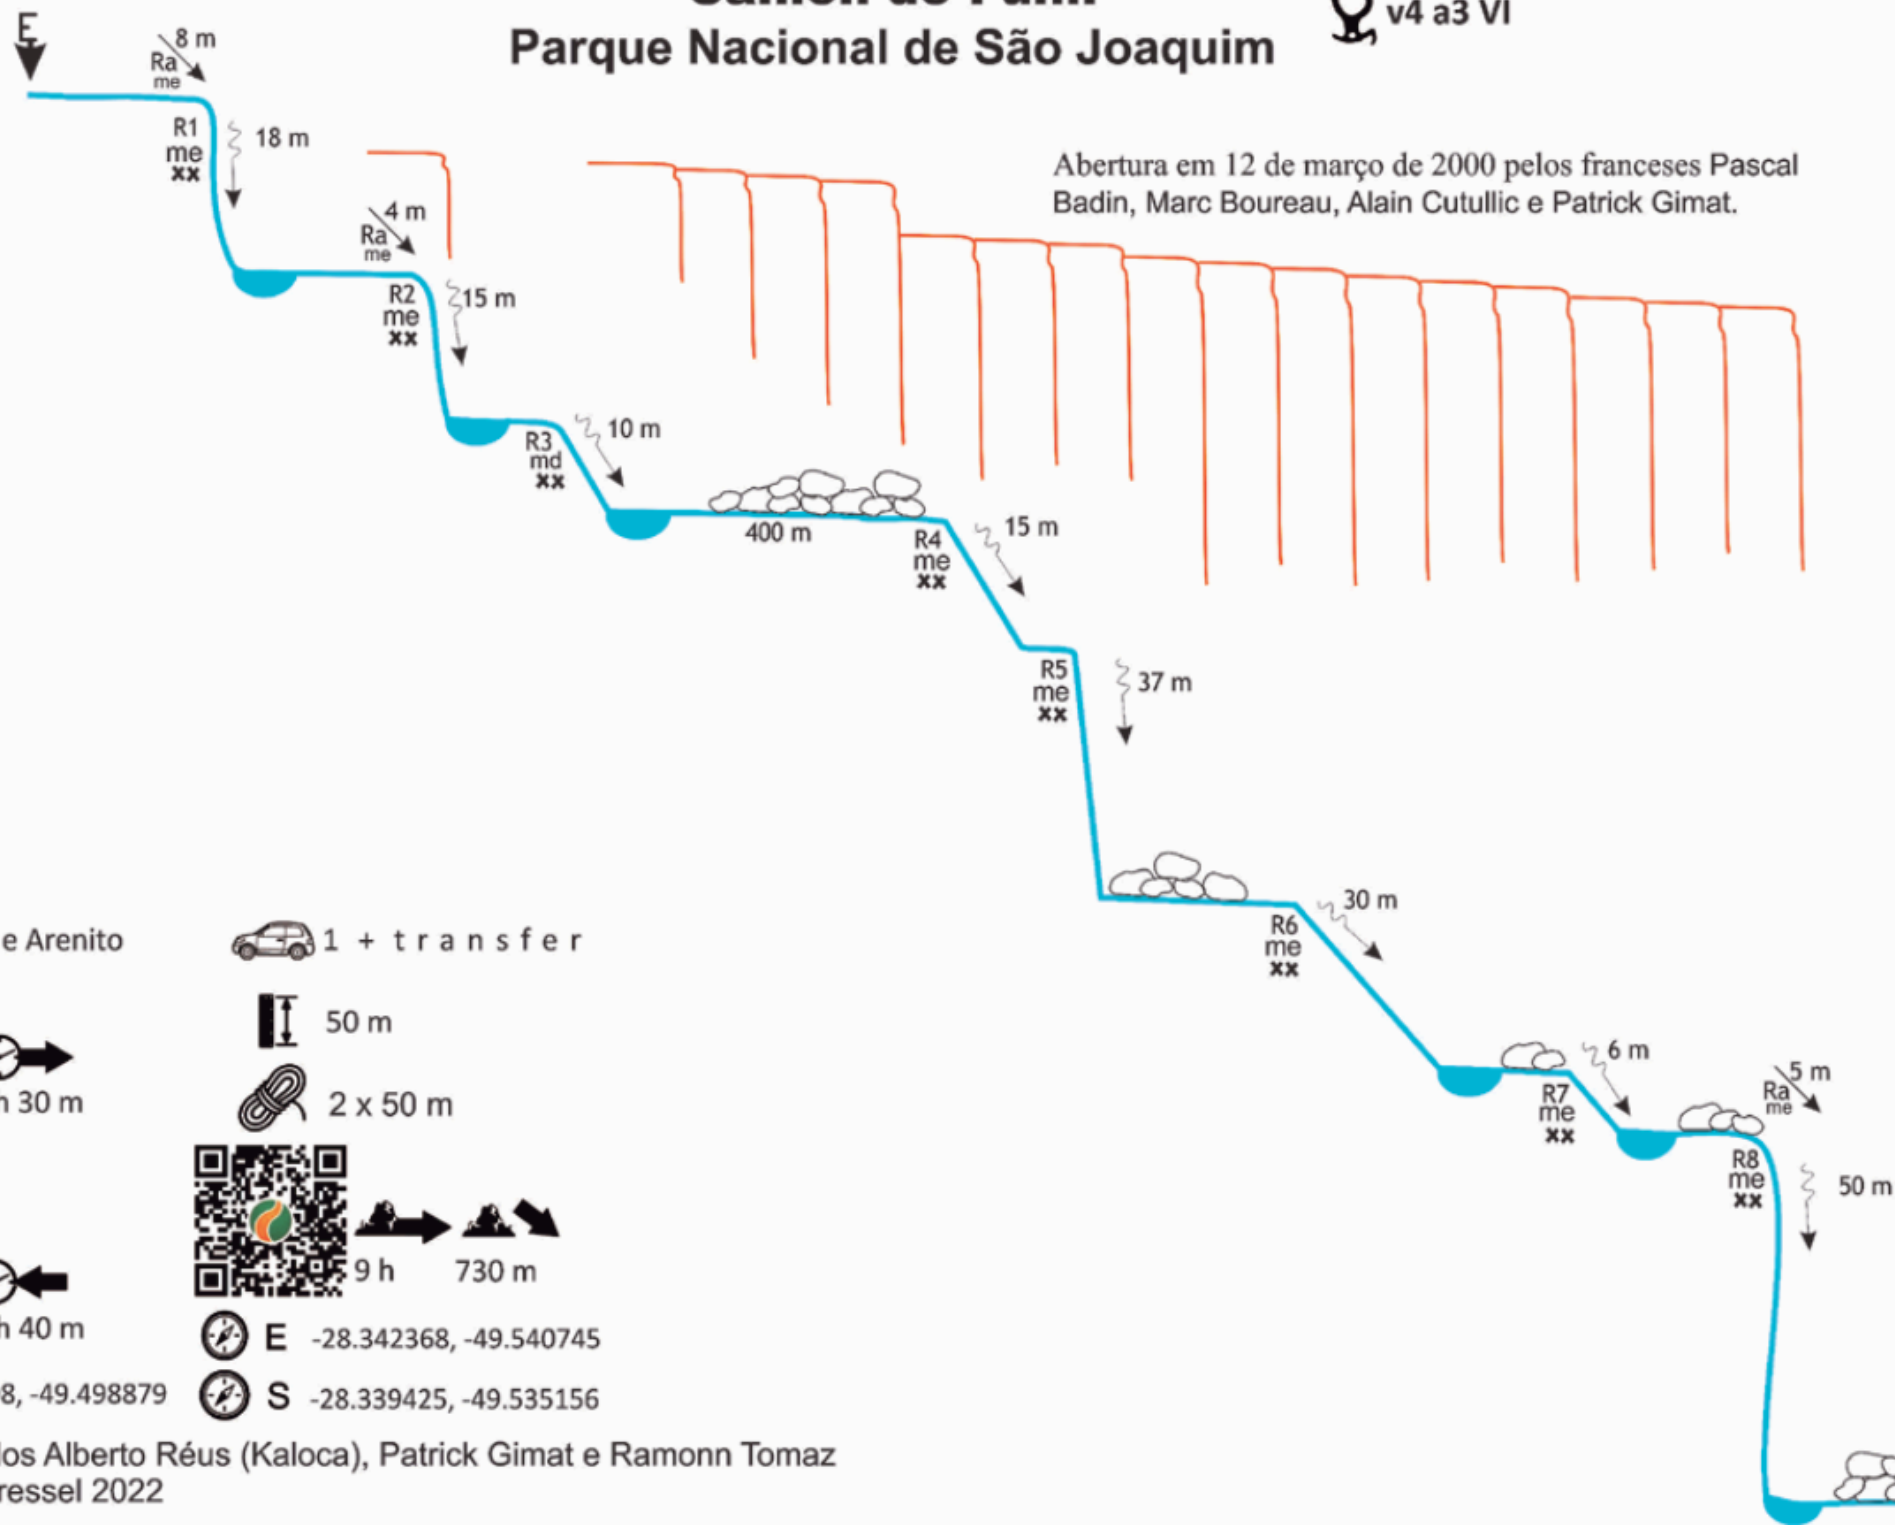 Parque Nacional de São Joaquim
v4 a3 VI
E
8 m
Ra
me
R1
me
xx
18 m
Abertura em 12 de março de 2000 pelos franceses Pascal
Badin, Marc Boureau, Alain Cutullic e Patrick Gimat.
4 m
Ra
me
R2
me
xx
15 m
R3
md
xx
10 m
400 m
R4
me
xx
15 m
R5
me
xx
37 m
R6
me
xx
30 m
R7
me
xx
6 m
5 m
Ra
me
R8
me
xx
50 m
e Arenito
1 + transfer
50 m
30 m
2 x 50 m
9 h
730 m
h 40 m
E -28.342368, -49.540745
8, -49.498879
S -28.339425, -49.535156
los Alberto Réus (Kaloca), Patrick Gimat e Ramonn Tomaz
ressel 2022